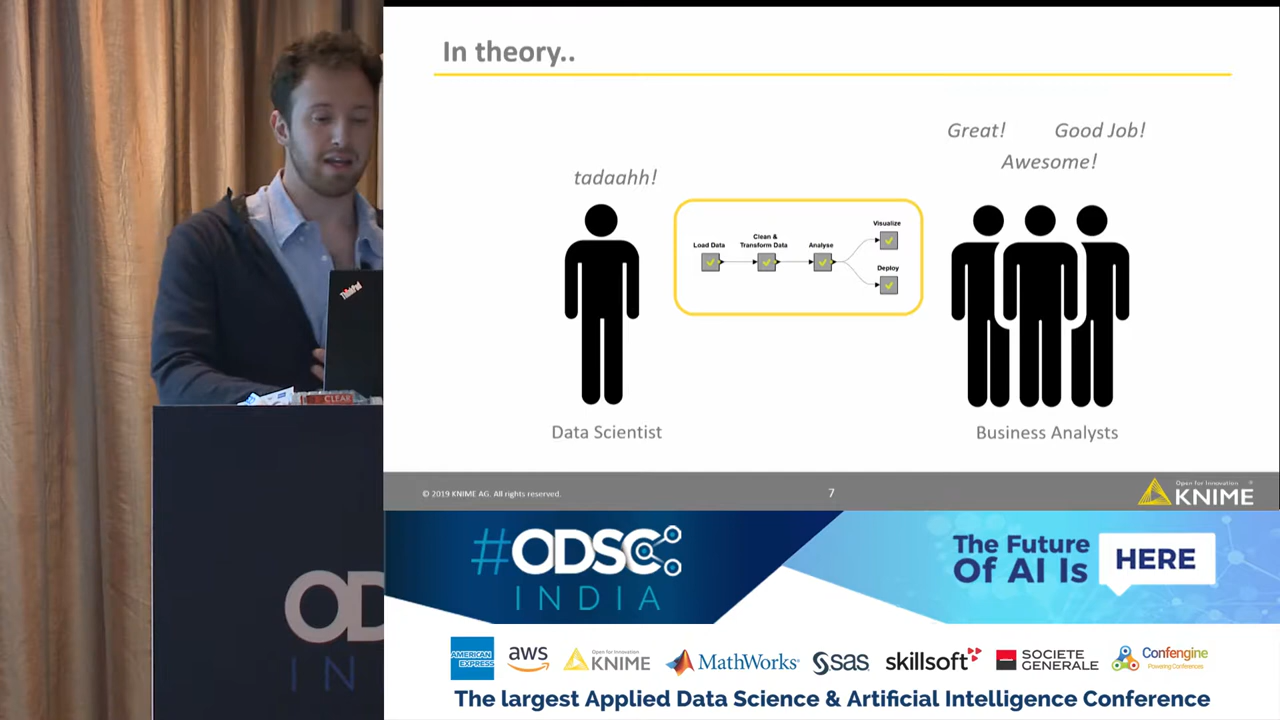 In theory..
Great! Good Job!
Awesome!
tadaahh!
Visualize
Clean &
Load Data Transform Data Analyse
Deploy
Data Scientist
Business Analysts
© 2019 KNIME AG. All rights reserved.
7
Open for Innovation
KNIME
ThinkPad
CLEAR
OD
IN
#ODSC
INDIA
The Future
Of AI Is
HERE
AMERICAN
EXPRESS
aws
Open for Innovation
KNIME
MathWorks
sas
skillsoft
SOCIETE
GENERALE
Confengine
Powering Conferences
The largest Applied Data Science & Artificial Intelligence Conference